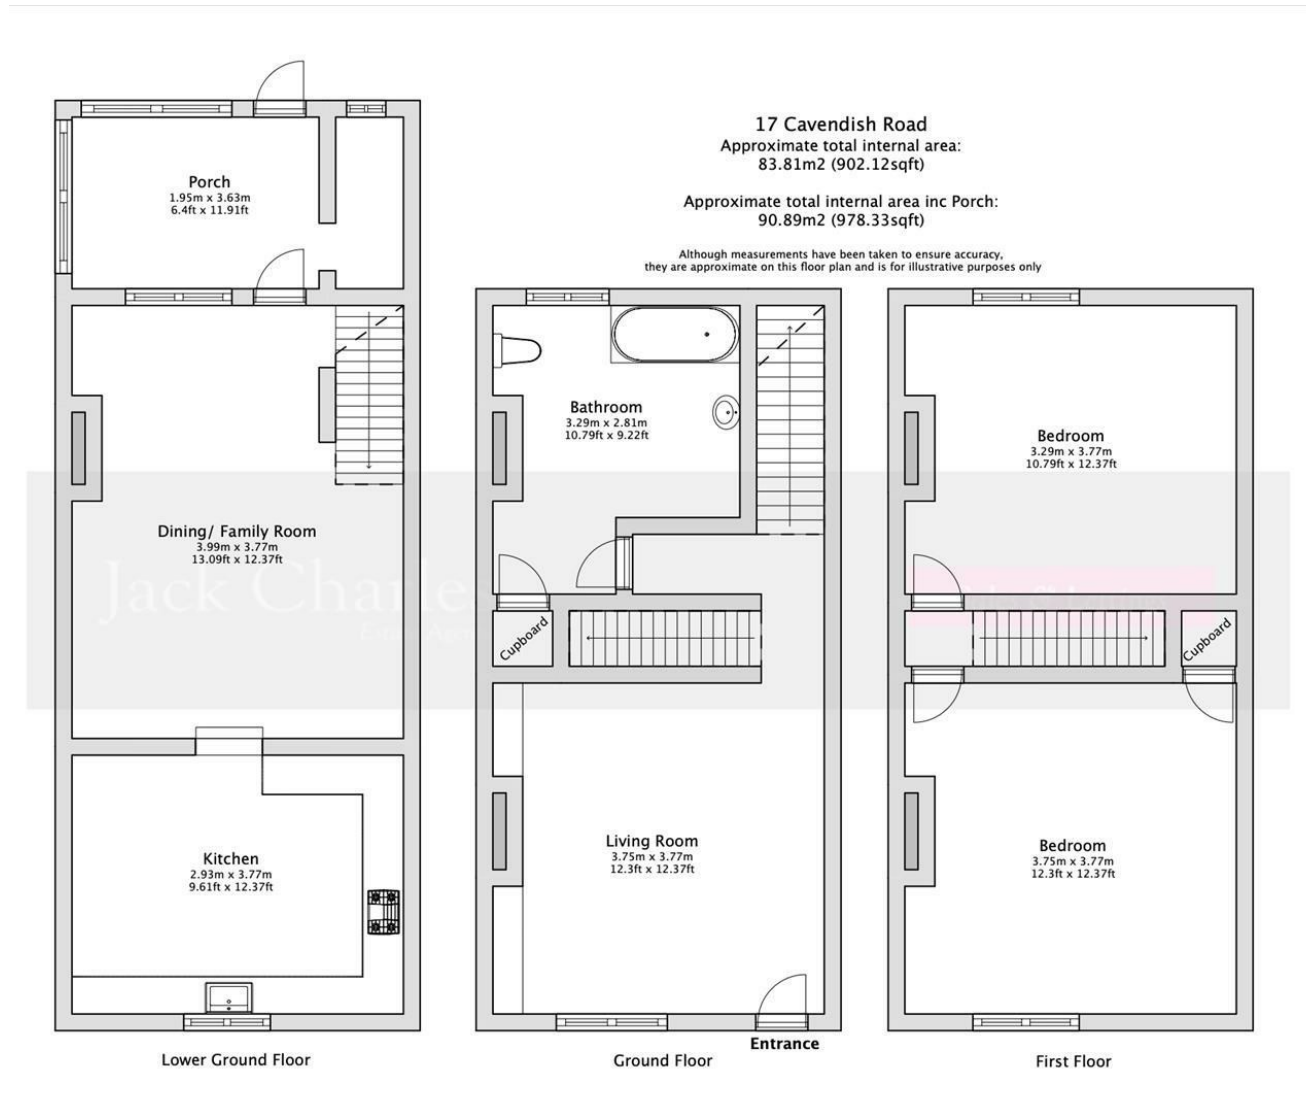 17 Cavendish Road
Approximate total internal area:
83.81m2 (902.12sqft)
Approximate total internal area inc Porch:
90.89m2 (978.33sqft)
Although measurements have been taken to ensure accuracy,
they are approximate on this floor plan and is for illustrative purposes only
Porch
1.95m x 3.63m
6.4ft x 11.91ft
Dining/ Family Room
3.99m x 3.77m
13.09ft x 12.37ft
Kitchen
2.93m x 3.77m
9.61ft x 12.37ft
Lower Ground Floor
Bathroom
3.29m x 2.81m
10.79ft x 9.22ft
Cupboard
Living Room
3.75m x 3.77m
12.3ft x 12.37ft
Entrance
Ground Floor
Bedroom
3.29m x 3.77m
10.79ft x 12.37ft
Cupboard
Bedroom
3.75m x 3.77m
12.3ft x 12.37ft
First Floor
Jack Charles